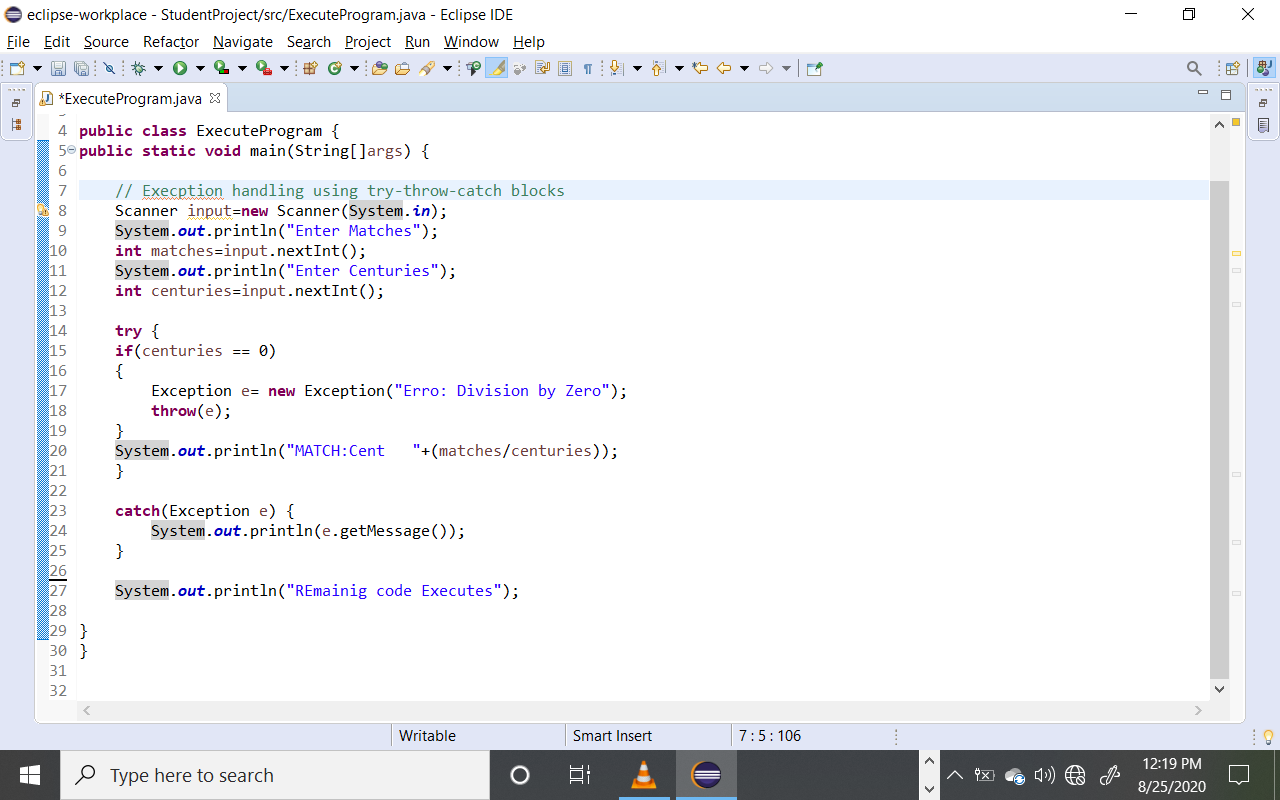 eclipse-workplace - StudentProject/src/ExecuteProgram.java - Eclipse IDE
File Edit Source Refactor Navigate Search Project Run Window Help
*ExecuteProgram.java
4 public class ExecuteProgram {
5 public static void main(String[]args) {
6
7 // Execption handling using try-throw-catch blocks
8 Scanner input=new Scanner(System.in);
9 System.out.println("Enter Matches");
10 int matches=input.nextInt();
11 System.out.println("Enter Centuries");
12 int centuries=input.nextInt();
13
14 try {
15 if(centuries == 0)
16 {
17 Exception e= new Exception("Erro: Division by Zero");
18 throw(e);
19 }
20 System.out.println("MATCH:Cent   "+(matches/centuries));
21 }
22
23 catch(Exception e) {
24 System.out.println(e.getMessage());
25 }
26
27 System.out.println("REmainig code Executes");
28
29 }
30 }
31
32
Writable Smart Insert 7 : 5 : 106
Type here to search
12:19 PM
8/25/2020